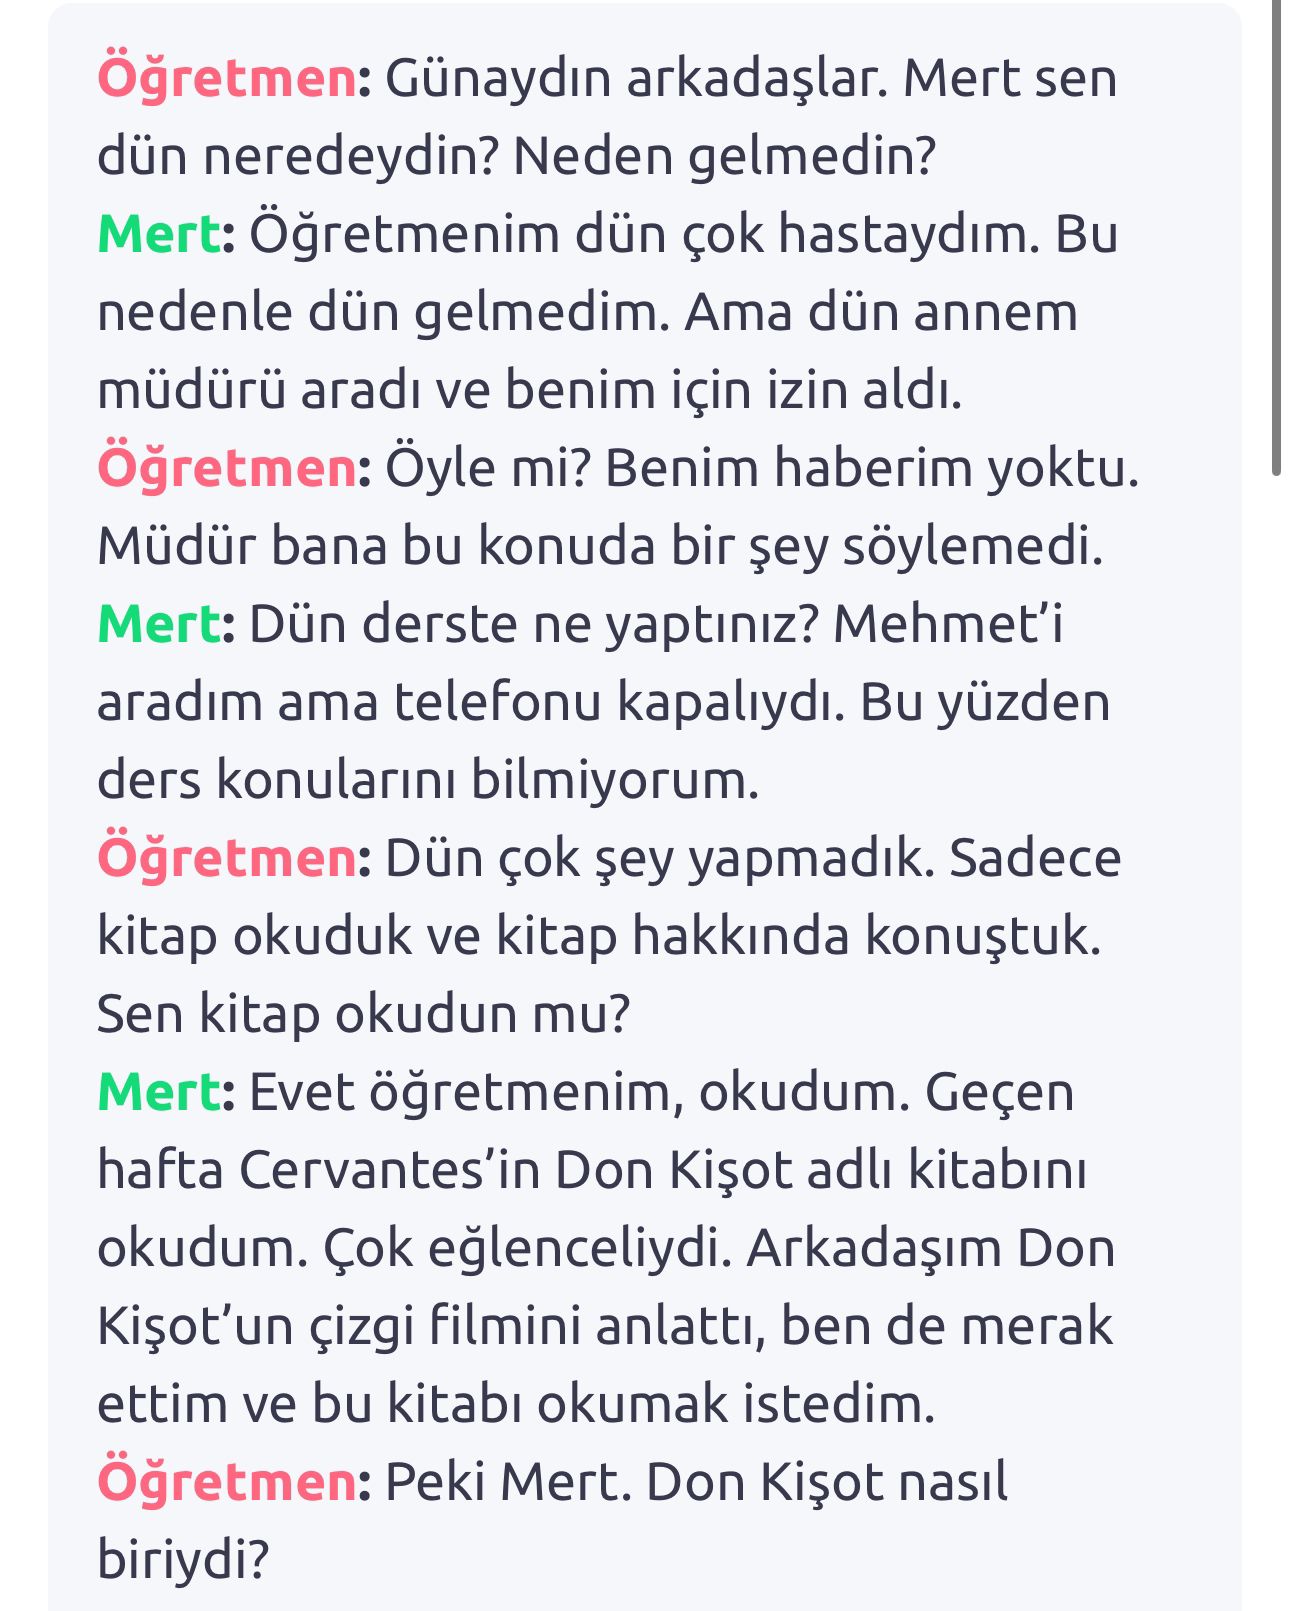 Öğretmen: Günaydın arkadaşlar. Mert sen
dün neredeydin? Neden gelmedin?
Mert: Öğretmenim dün çok hastaydım. Bu
nedenle dün gelmedim. Ama dün annem
müdürü aradı ve benim için izin aldı.
Öğretmen: Öyle mi? Benim haberim yoktu.
Müdür bana bu konuda bir şey söylemedi.
Mert: Dün derste ne yaptınız? Mehmet’i
aradım ama telefonu kapalıydı. Bu yüzden
ders konularını bilmiyorum.
Öğretmen: Dün çok şey yapmadık. Sadece
kitap okuduk ve kitap hakkında konuştuk.
Sen kitap okudun mu?
Mert: Evet öğretmenim, okudum. Geçen
hafta Cervantes’in Don Kişot adlı kitabını
okudum. Çok eğlenceliydi. Arkadaşım Don
Kişot’un çizgi filmini anlattı, ben de merak
ettim ve bu kitabı okumak istedim.
Öğretmen: Peki Mert. Don Kişot nasıl
biriydi?